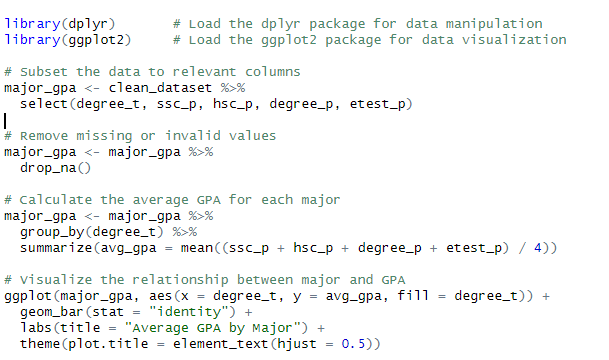 library(dplyr)       # Load the dplyr package for data manipulation
library(ggplot2)     # Load the ggplot2 package for data visualization

# Subset the data to relevant columns
major_gpa <- clean_dataset %>%
  select(degree_t, ssc_p, hsc_p, degree_p, etest_p)

# Remove missing or invalid values
major_gpa <- major_gpa %>%
  drop_na()

# Calculate the average GPA for each major
major_gpa <- major_gpa %>%
  group_by(degree_t) %>%
  summarize(avg_gpa = mean((ssc_p + hsc_p + degree_p + etest_p) / 4))

# Visualize the relationship between major and GPA
ggplot(major_gpa, aes(x = degree_t, y = avg_gpa, fill = degree_t)) +
  geom_bar(stat = "identity") +
  labs(title = "Average GPA by Major") +
  theme(plot.title = element_text(hjust = 0.5))